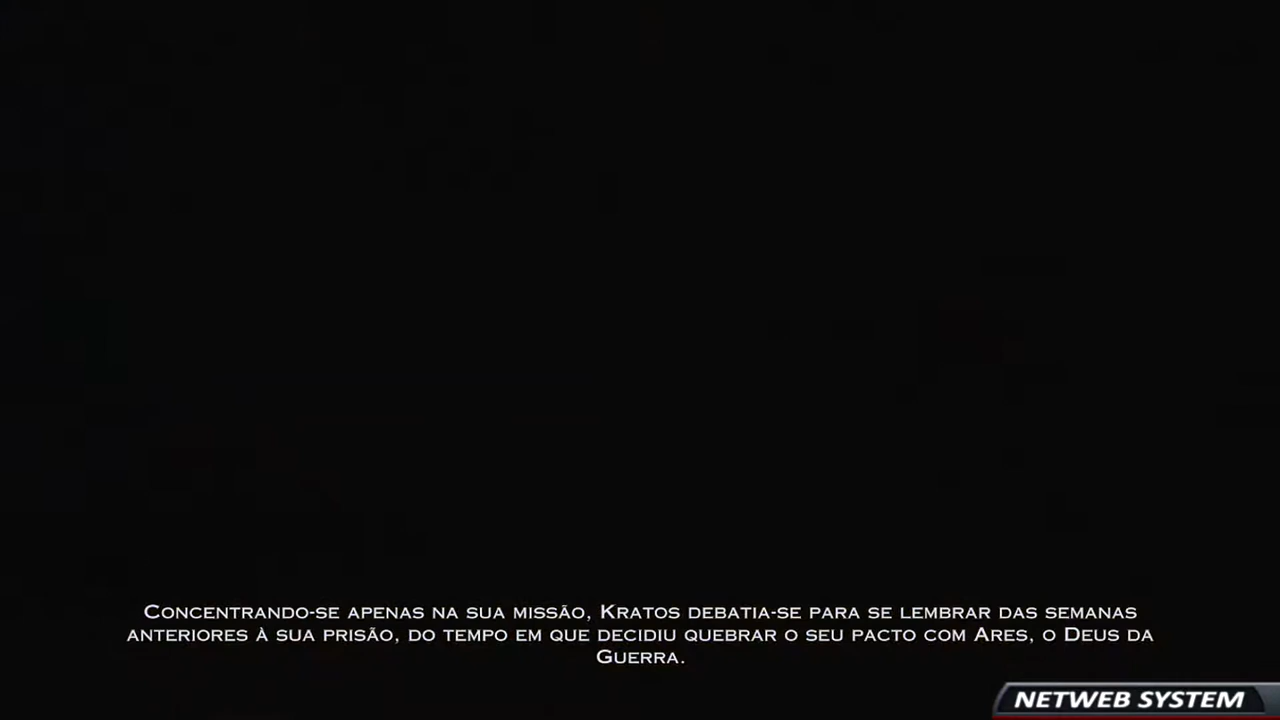 Concentrando-se apenas na sua missão, Kratos debatia-se para se lembrar das semanas
anteriores à sua prisão, do tempo em que decidiu quebrar o seu pacto com Ares, o Deus da
Guerra.
NETWEB SYSTEM